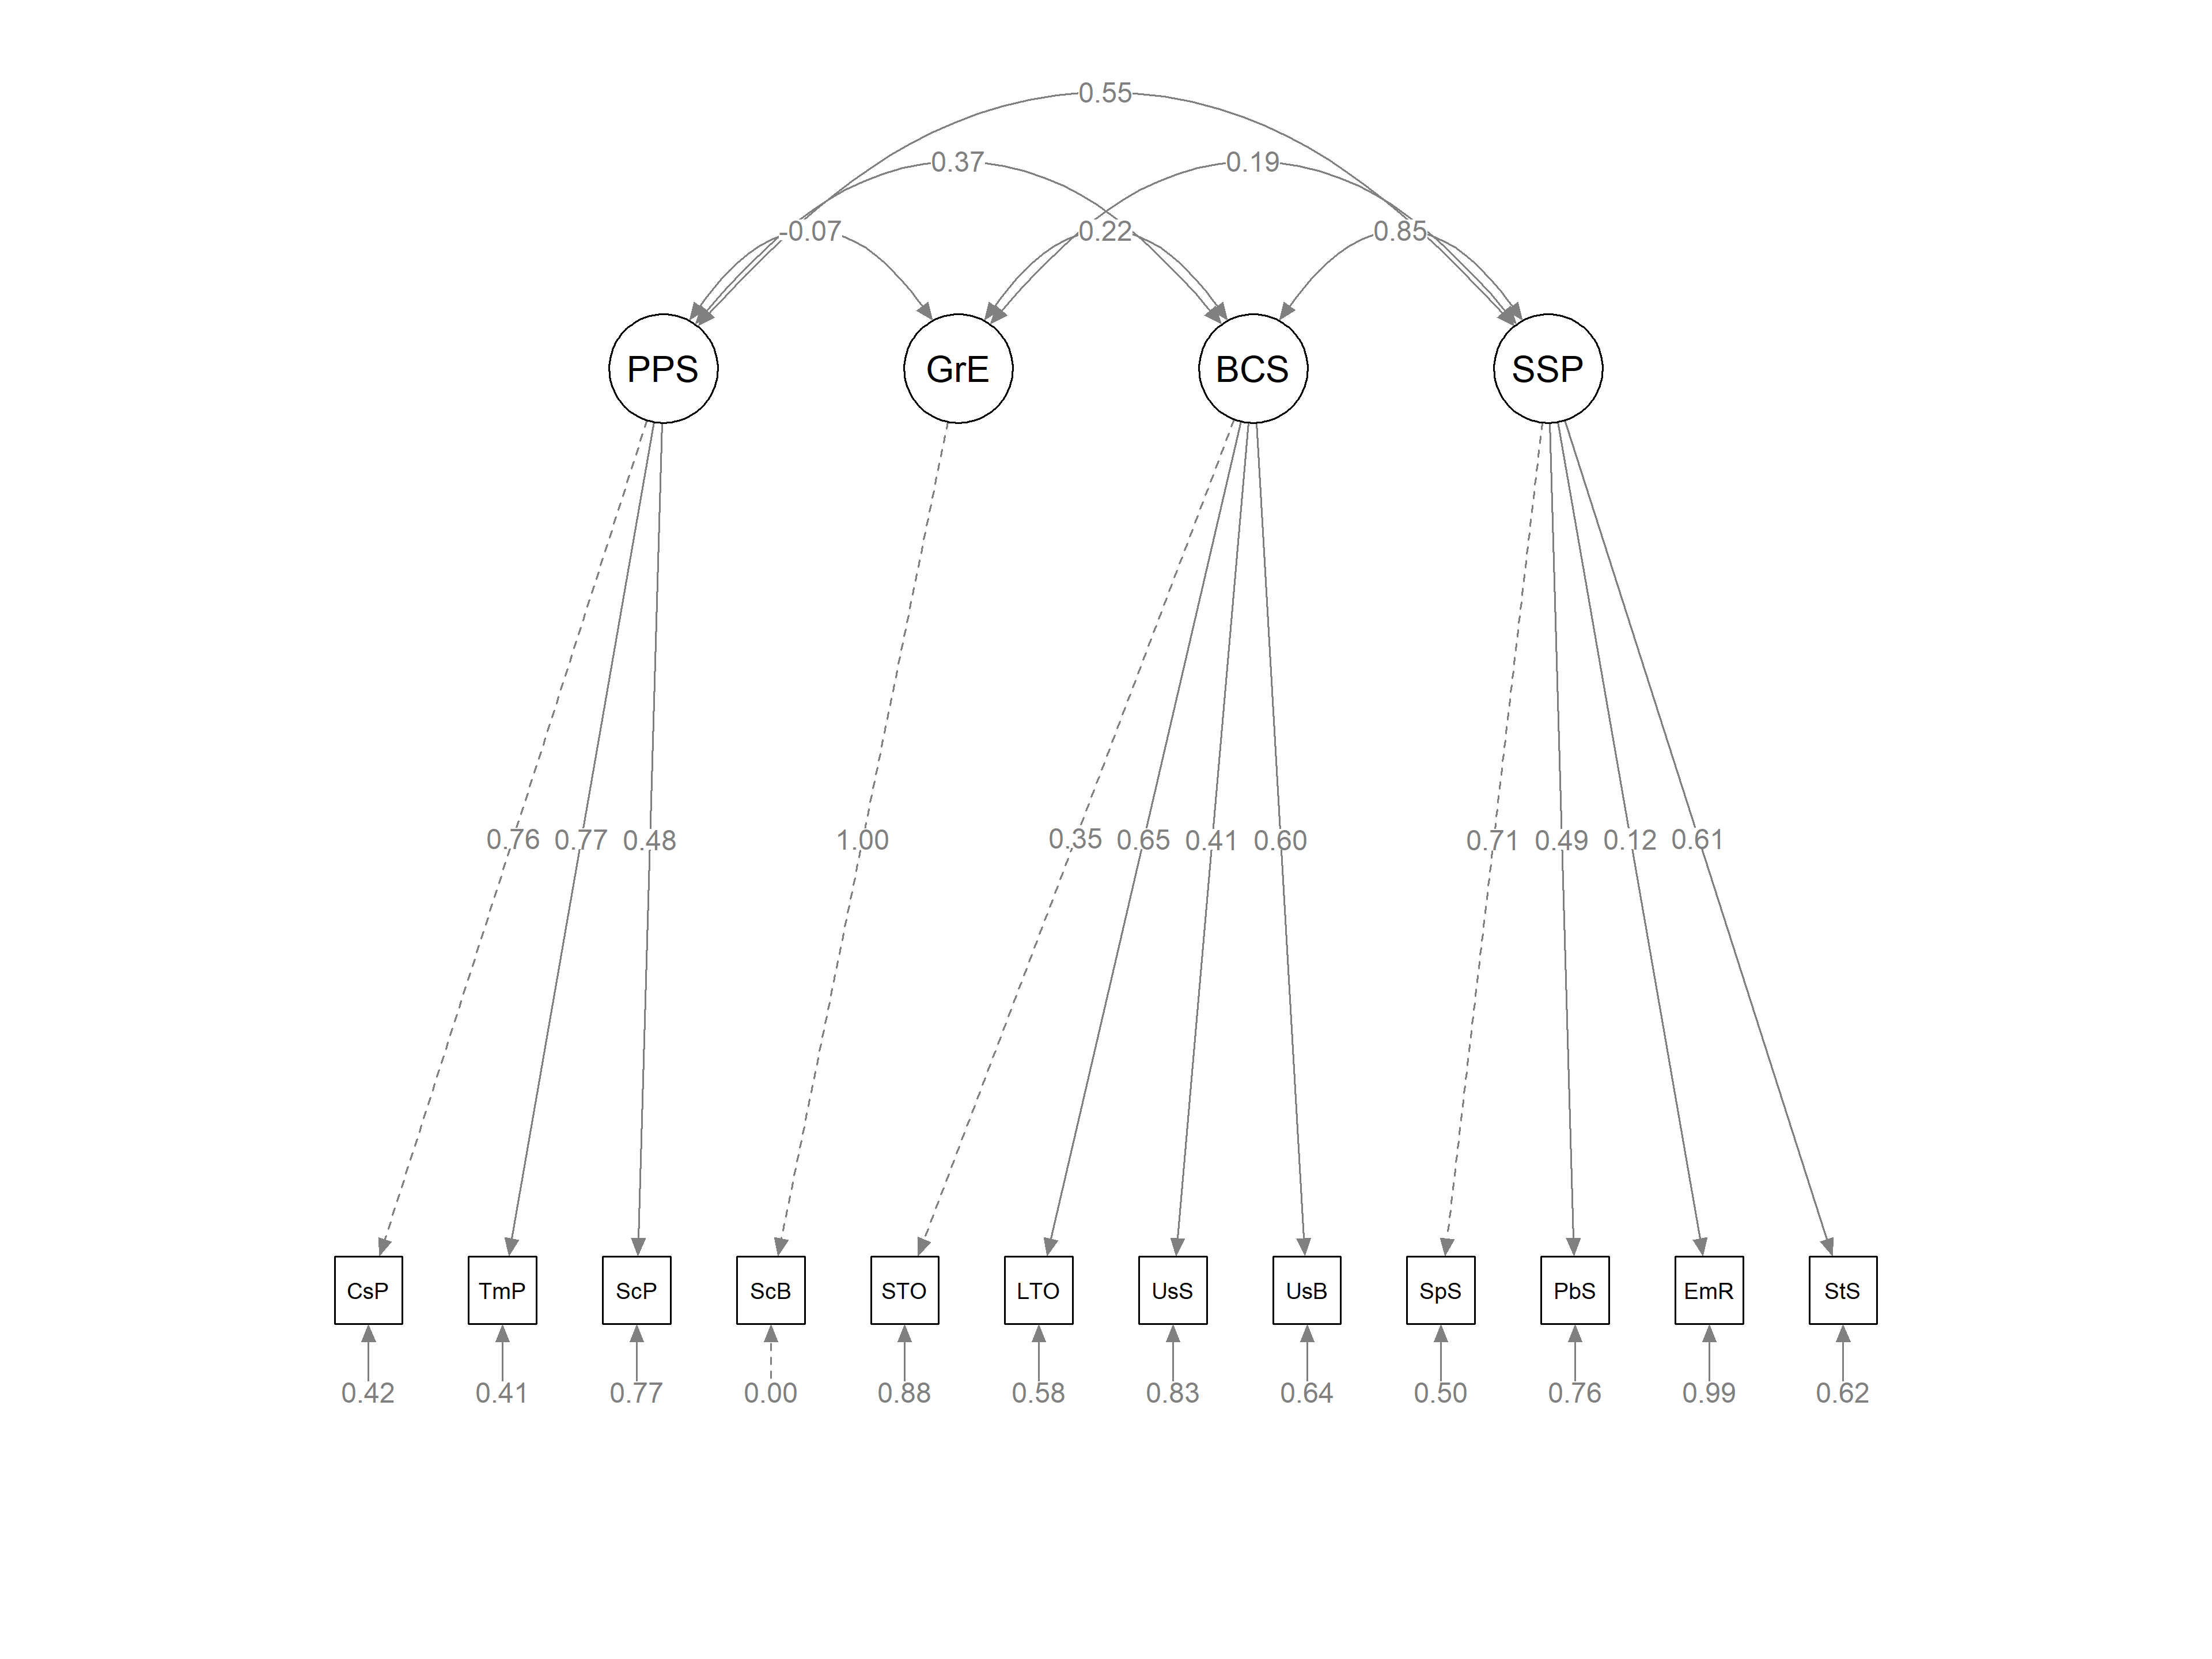 0.55
0.37 0.19
-0.07 0.22 0.85
PPS GrE BCS SSP
0.76 0.77 0.48 1.00 0.35 0.65 0.41 0.60 0.71 0.49 0.12 0.61
CsP TmP ScP ScB STO LTO UsS UsB SpS PbS EmR StS
0.42 0.41 0.77 0.00 0.88 0.58 0.83 0.64 0.50 0.76 0.99 0.62